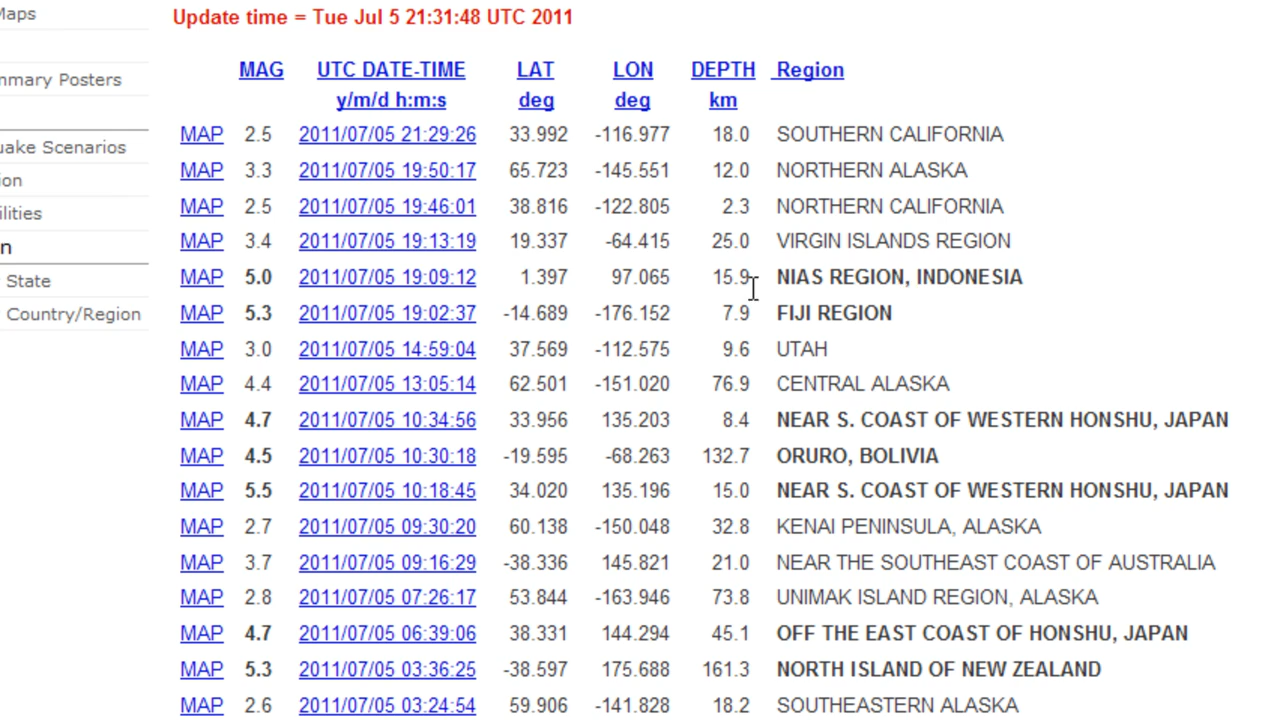 Maps
Update time = Tue Jul 5 21:31:48 UTC 2011
mmary Posters
uake Scenarios
ion
ilities
n
State
Country/Region
MAG UTC DATE-TIME LAT LON DEPTH Region
y/m/d h:m:s deg deg km
MAP 2.5 2011/07/05 21:29:26 33.992 -116.977 18.0 SOUTHERN CALIFORNIA
MAP 3.3 2011/07/05 19:50:17 65.723 -145.551 12.0 NORTHERN ALASKA
MAP 2.5 2011/07/05 19:46:01 38.816 -122.805 2.3 NORTHERN CALIFORNIA
MAP 3.4 2011/07/05 19:13:19 19.337 -64.415 25.0 VIRGIN ISLANDS REGION
MAP 5.0 2011/07/05 19:09:12 1.397 97.065 15.9 NIAS REGION, INDONESIA
MAP 5.3 2011/07/05 19:02:37 -14.689 -176.152 7.9 FIJI REGION
MAP 3.0 2011/07/05 14:59:04 37.569 -112.575 9.6 UTAH
MAP 4.4 2011/07/05 13:05:14 62.501 -151.020 76.9 CENTRAL ALASKA
MAP 4.7 2011/07/05 10:34:56 33.956 135.203 8.4 NEAR S. COAST OF WESTERN HONSHU, JAPAN
MAP 4.5 2011/07/05 10:30:18 -19.595 -68.263 132.7 ORURO, BOLIVIA
MAP 5.5 2011/07/05 10:18:45 34.020 135.196 15.0 NEAR S. COAST OF WESTERN HONSHU, JAPAN
MAP 2.7 2011/07/05 09:30:20 60.138 -150.048 32.8 KENAI PENINSULA, ALASKA
MAP 3.7 2011/07/05 09:16:29 -38.336 145.821 21.0 NEAR THE SOUTHEAST COAST OF AUSTRALIA
MAP 2.8 2011/07/05 07:26:17 53.844 -163.946 73.8 UNIMAK ISLAND REGION, ALASKA
MAP 4.7 2011/07/05 06:39:06 38.331 144.294 45.1 OFF THE EAST COAST OF HONSHU, JAPAN
MAP 5.3 2011/07/05 03:36:25 -38.597 175.688 161.3 NORTH ISLAND OF NEW ZEALAND
MAP 2.6 2011/07/05 03:24:54 59.906 -141.828 18.2 SOUTHEASTERN ALASKA